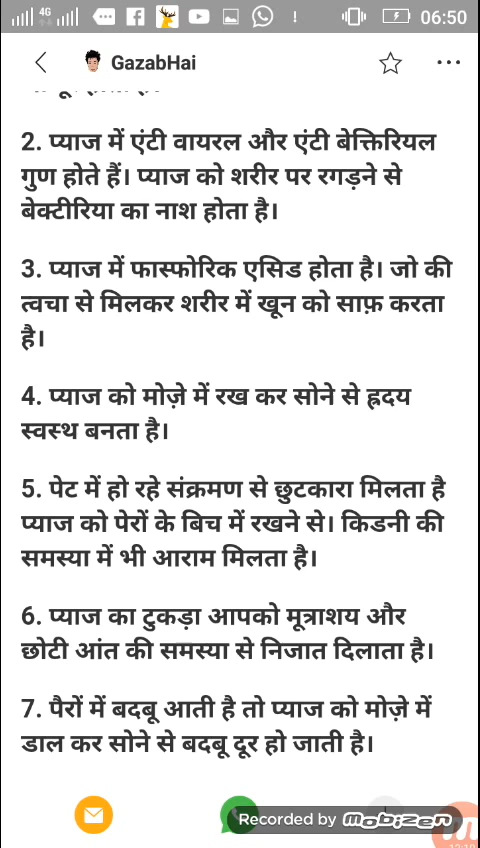 4G
06:50
GazabHai
2. प्याज में एंटी वायरल और एंटी बेक्तिरियल
गुण होते हैं। प्याज को शरीर पर रगड़ने से
बेक्टीरिया का नाश होता है।
3. प्याज में फास्फोरिक एसिड होता है। जो की
त्वचा से मिलकर शरीर में खून को साफ़ करता
है।
4. प्याज को मोज़े में रख कर सोने से ह्रदय
स्वस्थ बनता है।
5. पेट में हो रहे संक्रमण से छुटकारा मिलता है
प्याज को पेरों के बिच में रखने से। किडनी की
समस्या में भी आराम मिलता है।
6. प्याज का टुकड़ा आपको मूत्राशय और
छोटी आंत की समस्या से निजात दिलाता है।
7. पैरों में बदबू आती है तो प्याज को मोज़े में
डाल कर सोने से बदबू दूर हो जाती है।
Recorded by mobizen